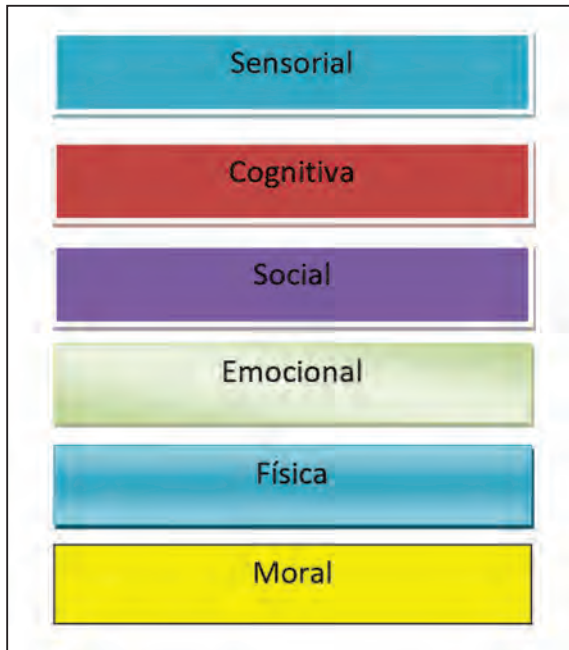 Sensorial
Cognitiva
Social
Emocional
Física
Moral